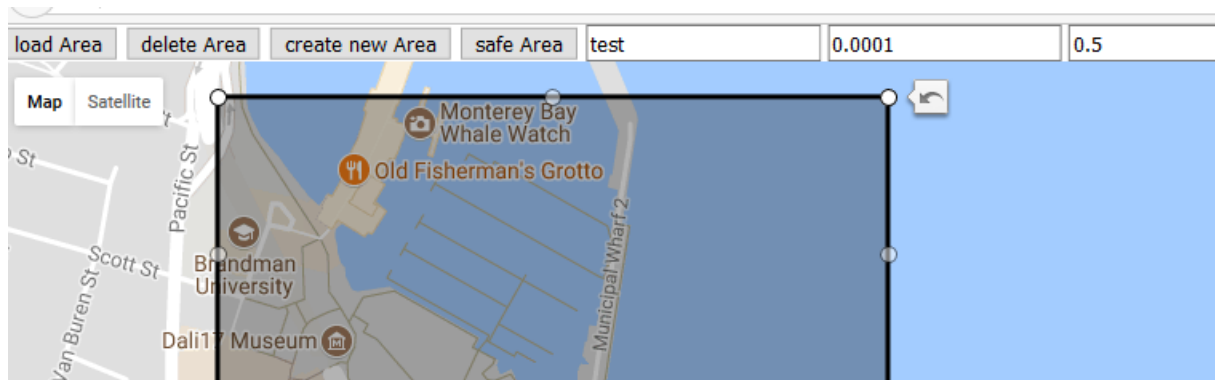 load Area delete Area create new Area safe Area test 0.0001 0.5
Map Satellite
Monterey Bay
Whale Watch
Old Fisherman's Grotto
St
Pacific St
Municipal Wharf 2
Scott St
Brandman
University
Van Buren St
Dali17 Museum